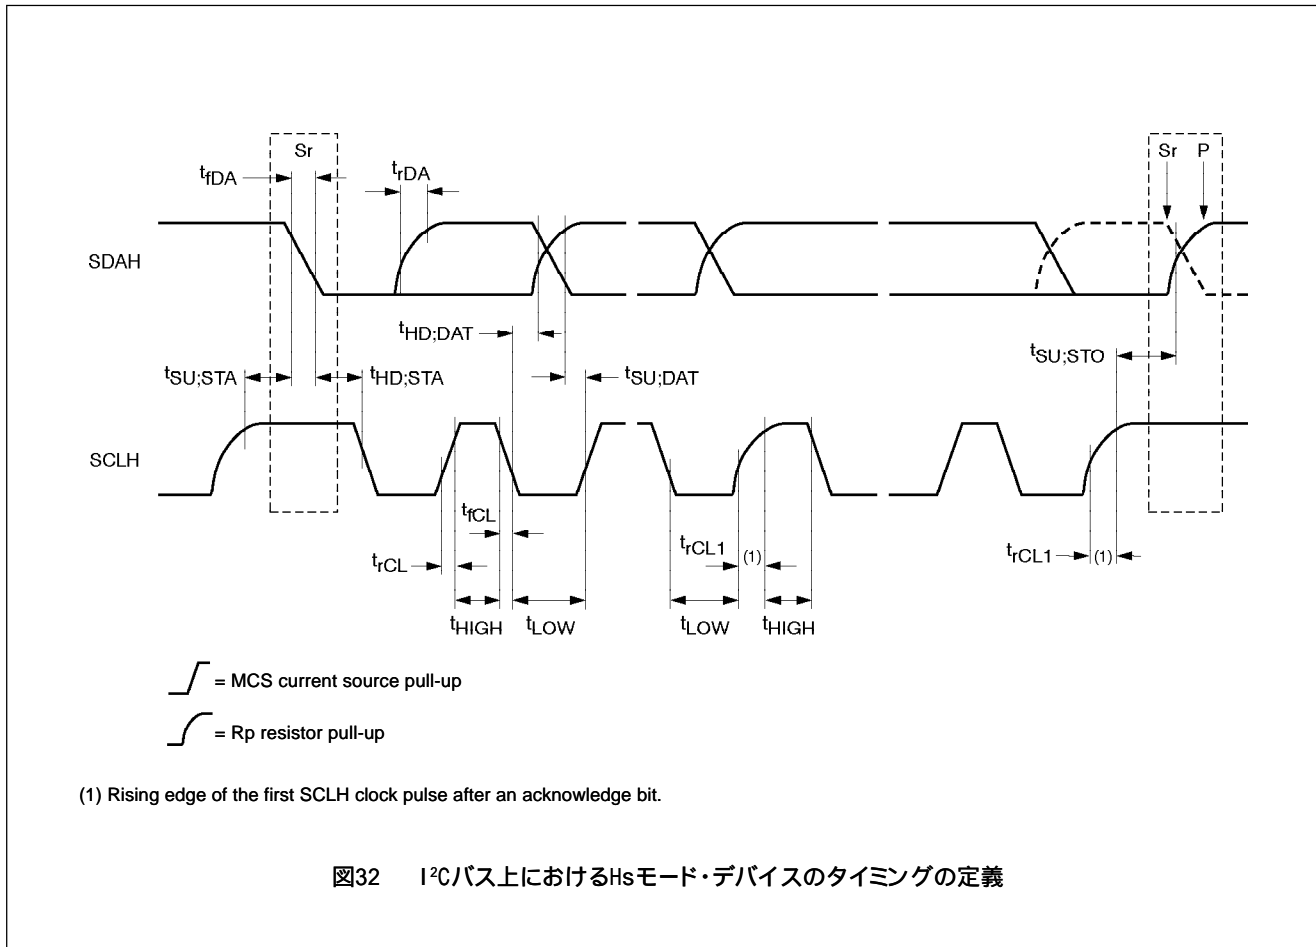 Sr
Sr P
tfDA
trDA
SDAH
tHD;DAT
tSU;STO
tSU;STA
tHD;STA
tSU;DAT
SCLH
tfCL
trCL1 (1)
trCL1 (1)
trCL
tHIGH tLOW tLOW tHIGH
= MCS current source pull-up
= Rp resistor pull-up
(1) Rising edge of the first SCLH clock pulse after an acknowledge bit.
図32 I²Cバス上におけるHsモード・デバイスのタイミングの定義